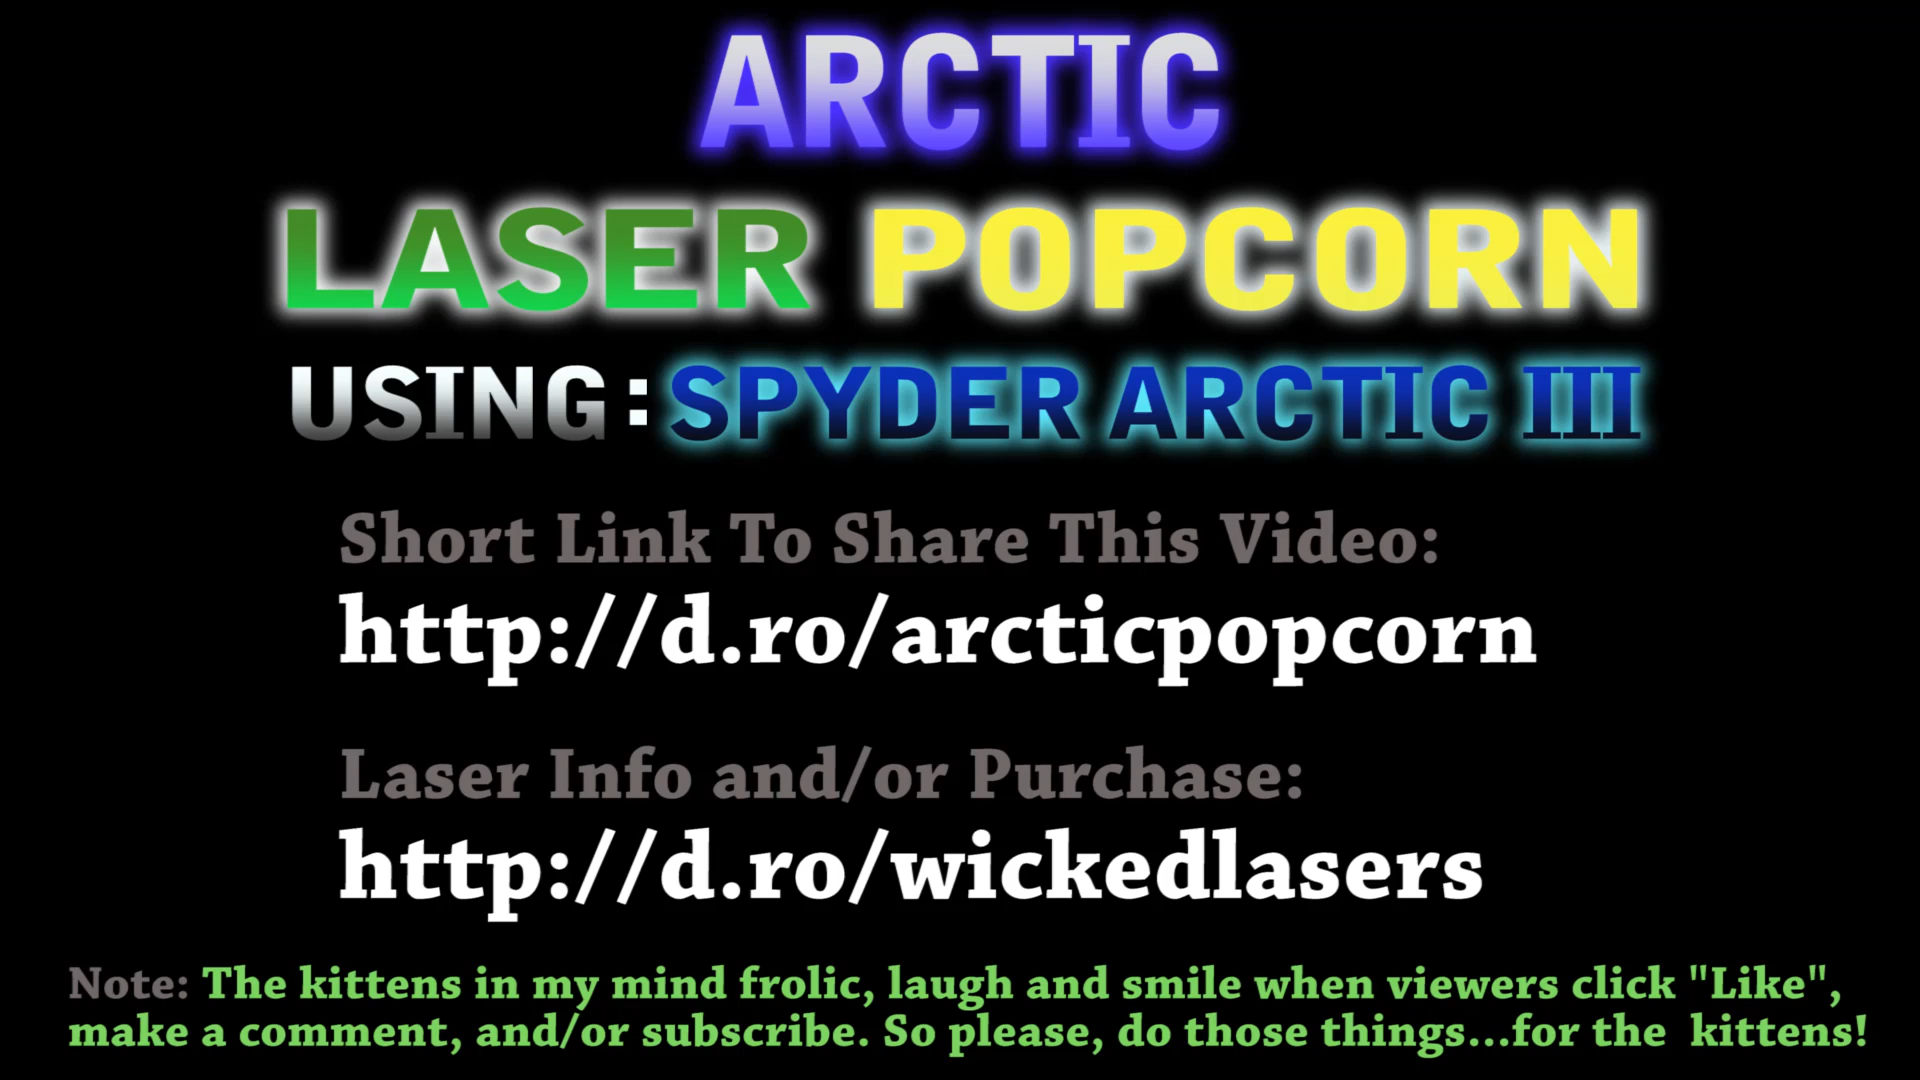 ARCTIC
LASER POPCORN
USING: SPYDER ARCTIC III
Short Link To Share This Video:
http://d.ro/arcticpopcorn
Laser Info and/or Purchase:
http://d.ro/wickedlasers
Note: The kittens in my mind frolic, laugh and smile when viewers click "Like",
make a comment, and/or subscribe. So please, do those things...for the kittens!